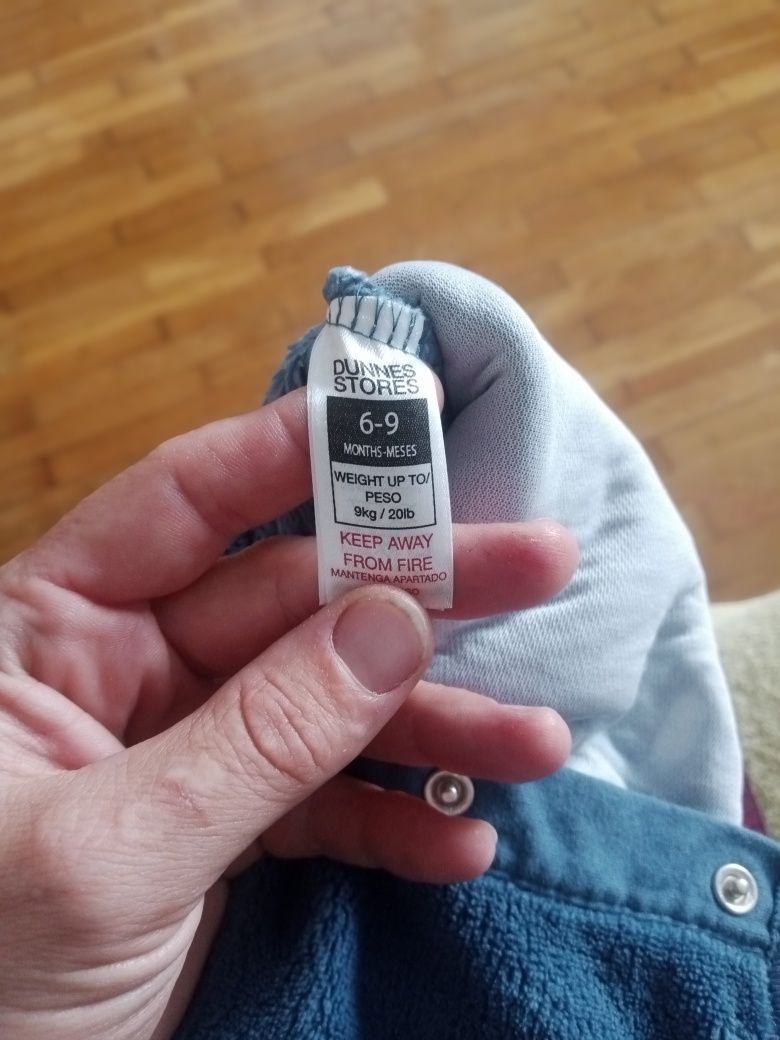 DUNNES
STORES
6-9
MONTHS-MESES
WEIGHT UP TO/
PESO
9kg / 20lb
KEEP AWAY
FROM FIRE
MANTENGA APARTADO